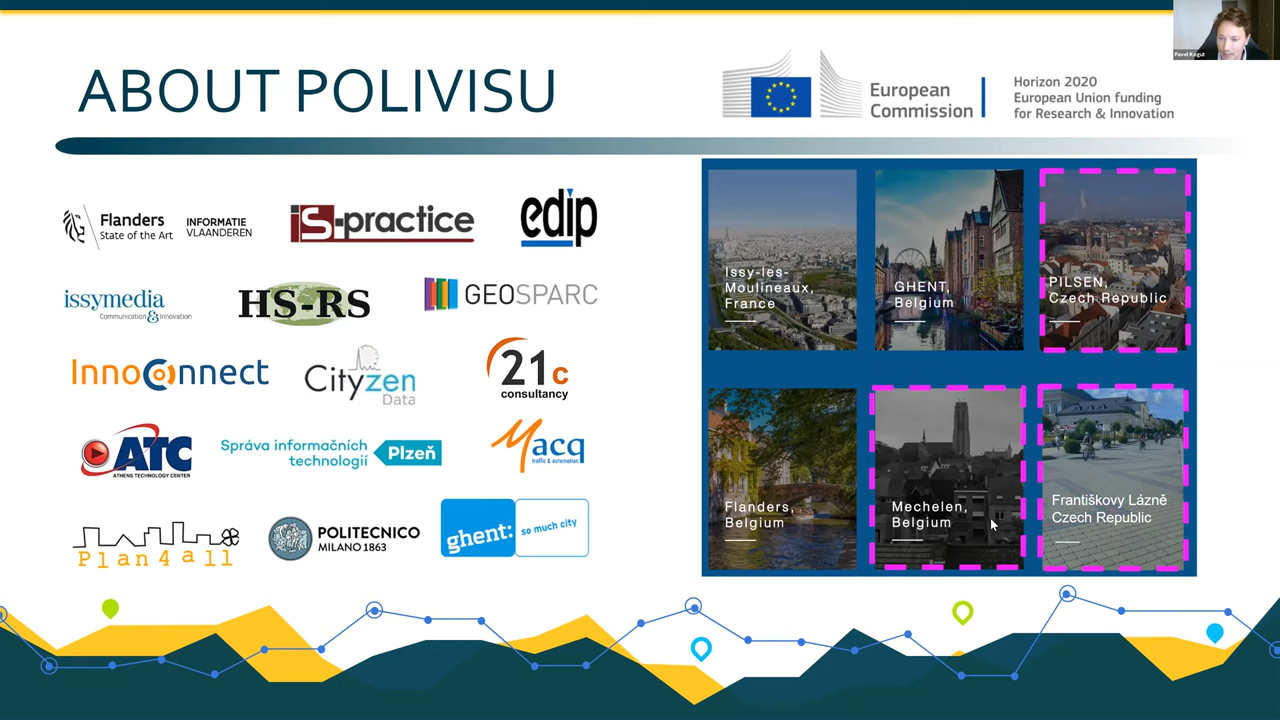 Pavel Kogut
ABOUT POLIVISU
European
Commission
Horizon 2020
European Union funding
for Research & Innovation
Flanders
State of the Art
INFORMATIE
VLAANDEREN
is-practice
edip
issymedia
Communication & Innovation
HS-RS
GEOSPARC
InnoConnect
Cityzen
Data
21c
consultancy
ATC
ATHENS TECHNOLOGY CENTER
Správa informačních
technologií
Plzeň
Macq
traffic & automation
Plan4all
POLITECNICO
MILANO 1863
ghent:
so much city
Issy-les-
Moulineaux,
France
GHENT,
Belgium
PILSEN,
Czech Republic
Flanders,
Belgium
Mechelen,
Belgium
Františkovy Lázně
Czech Republic